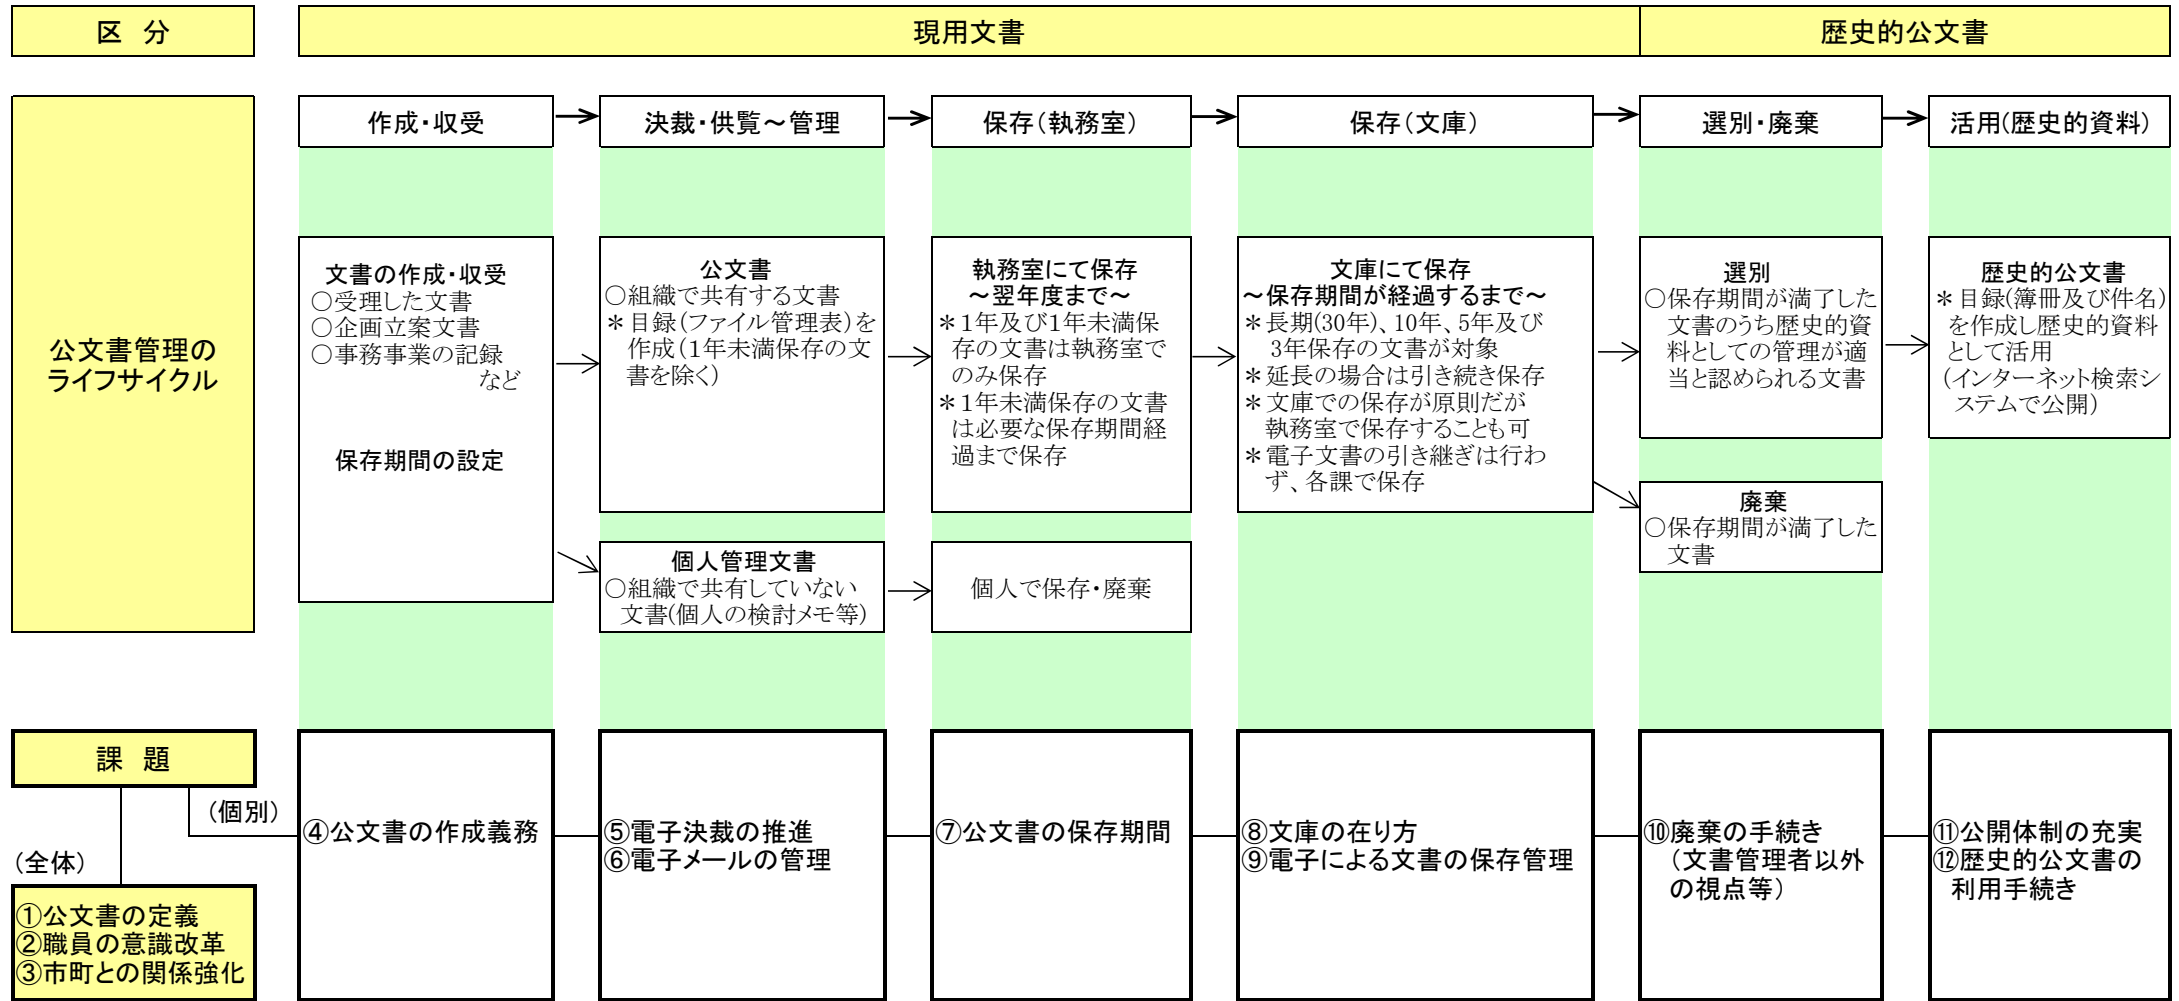 区 分
現用文書
歴史的公文書
公文書管理の
ライフサイクル
作成・収受
決裁・供覧～管理
保存(執務室)
保存(文庫)
選別・廃棄
活用(歴史的資料)
文書の作成・収受
○受理した文書
○企画立案文書
○事務事業の記録
など
保存期間の設定
公文書
○組織で共有する文書
＊目録(ファイル管理表)を
作成(1年未満保存の文
書を除く)
個人管理文書
○組織で共有していない
文書(個人の検討メモ等)
執務室にて保存
～翌年度まで～
＊1年及び1年未満保
存の文書は執務室で
のみ保存
＊1年未満保存の文書
は必要な保存期間経
過まで保存
個人で保存・廃棄
文庫にて保存
～保存期間が経過するまで～
＊長期(30年)、10年、5年及び
3年保存の文書が対象
＊延長の場合は引き続き保存
＊文庫での保存が原則だが
執務室で保存することも可
＊電子文書の引き継ぎは行わ
ず、各課で保存
選別
○保存期間が満了した
文書のうち歴史的資
料としての管理が適
当と認められる文書
廃棄
○保存期間が満了した
文書
歴史的公文書
＊目録(簿冊及び件名)
を作成し歴史的資料
として活用
(インターネット検索シ
ステムで公開)
課 題
(個別)
(全体)
①公文書の定義
②職員の意識改革
③市町との関係強化
④公文書の作成義務
⑤電子決裁の推進
⑥電子メールの管理
⑦公文書の保存期間
⑧文庫の在り方
⑨電子による文書の保存管理
⑩廃棄の手続き
(文書管理者以外
の視点等)
⑪公開体制の充実
⑫歴史的公文書の
利用手続き